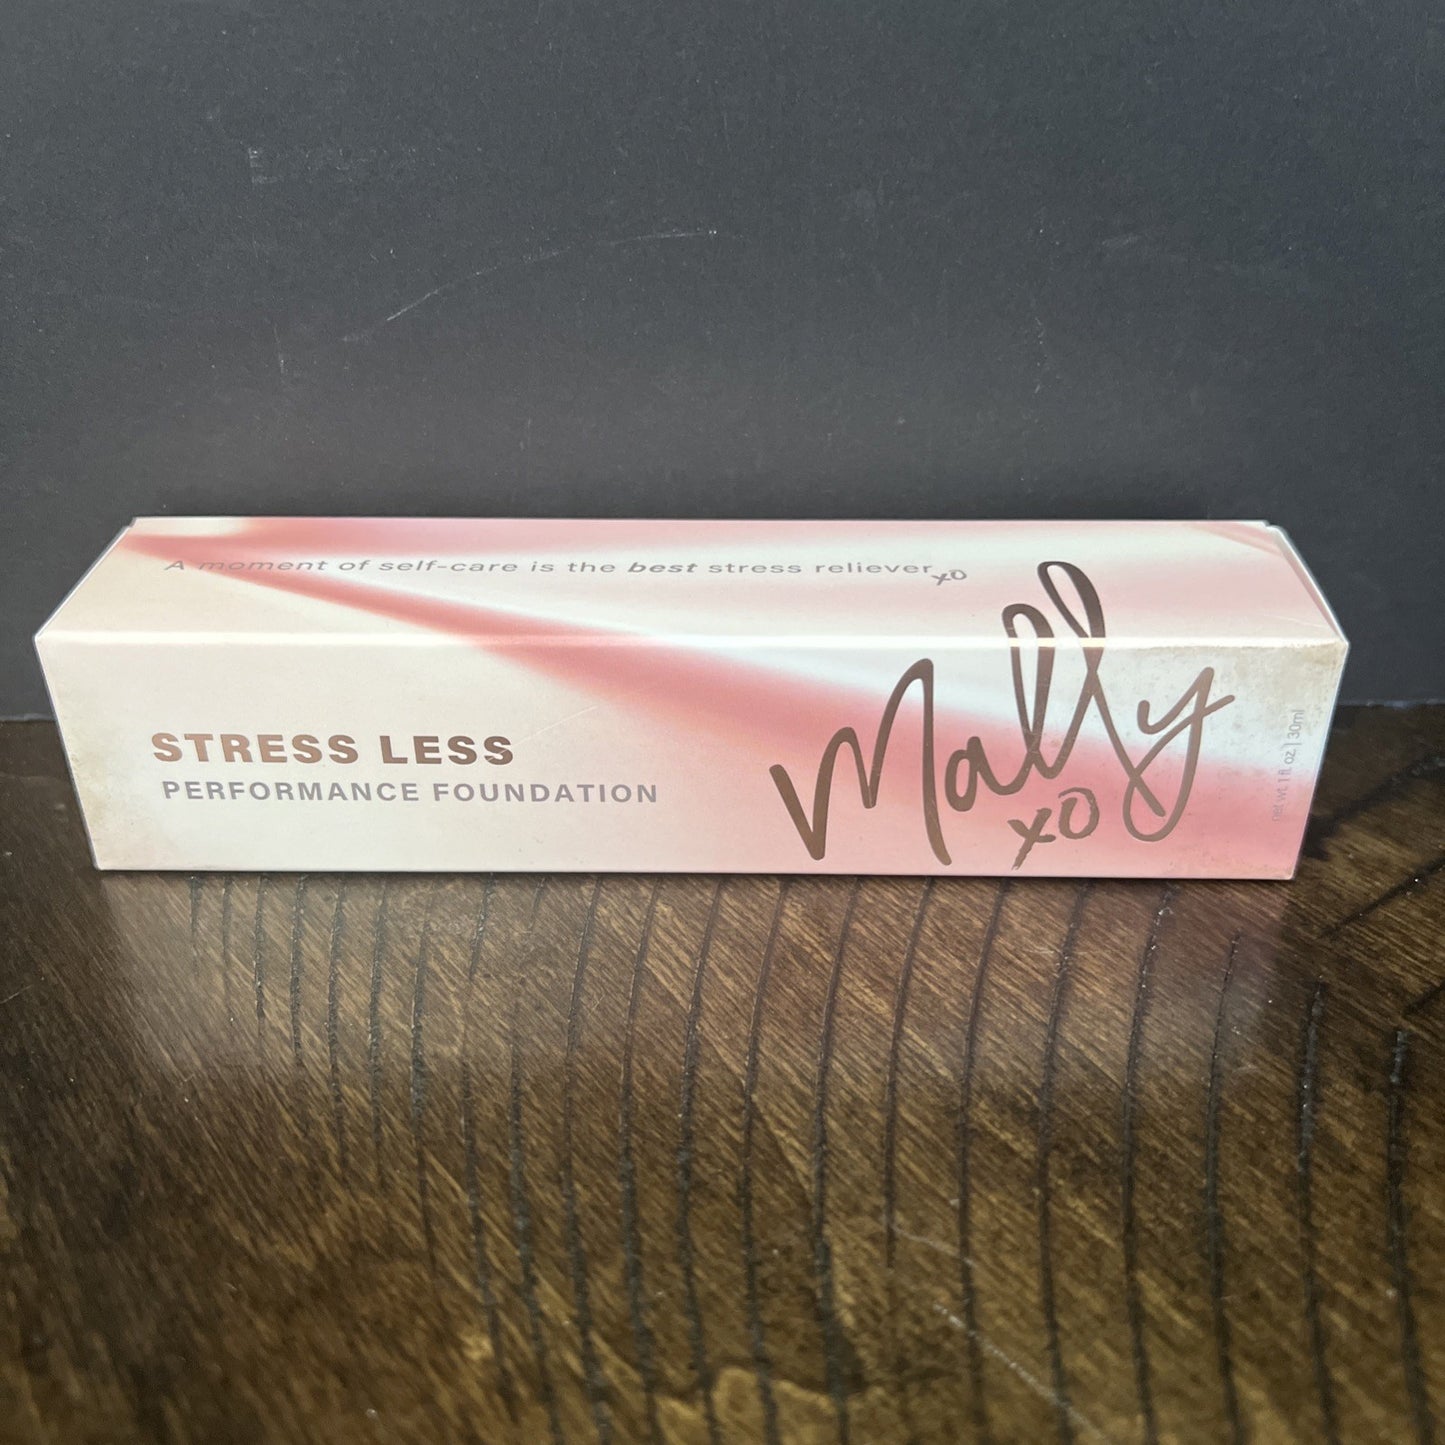 A moment of self-care is the best stress reliever xo
STRESS LESS
PERFORMANCE FOUNDATION
Mally
xo
net wt. 1 fl. oz. | 30ml